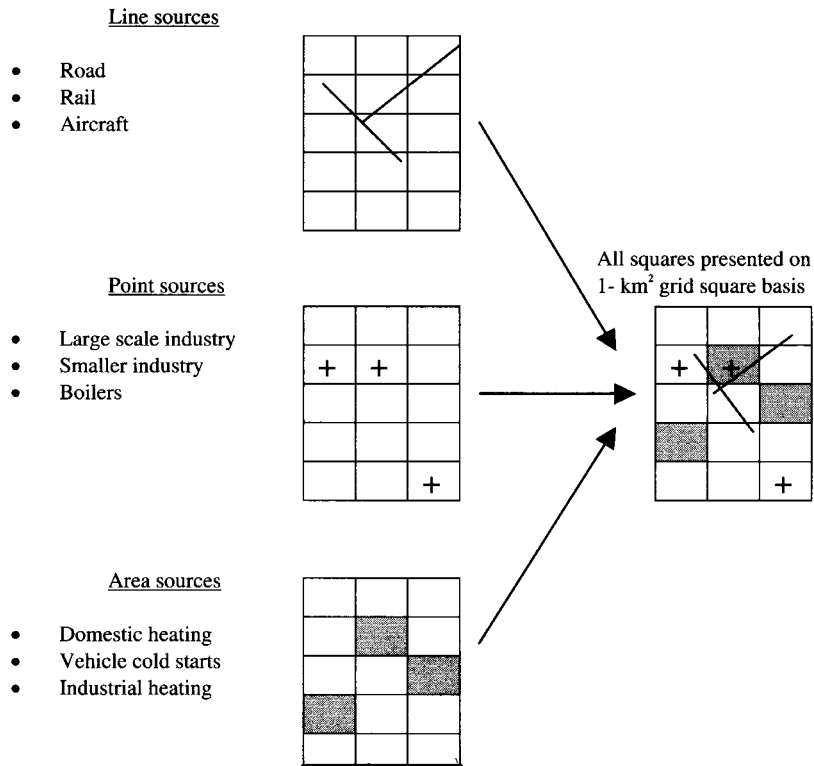 Line sources
• Road
• Rail
• Aircraft
All squares presented on
1- km² grid square basis
Point sources
• Large scale industry
• Smaller industry
• Boilers
Area sources
• Domestic heating
• Vehicle cold starts
• Industrial heating